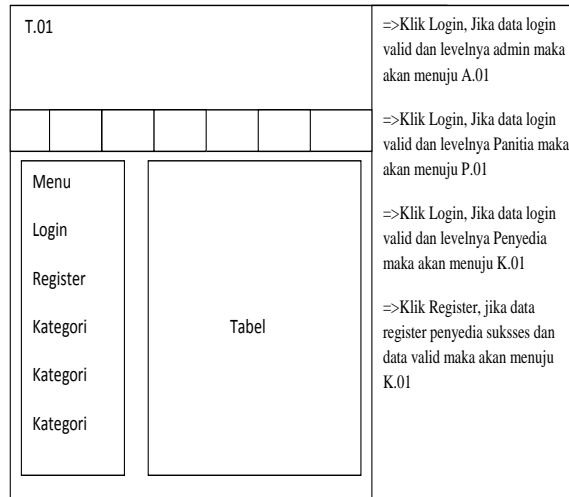 T.01
Menu
Login
Register
Kategori
Kategori
Kategori
Tabel
=>Klik Login, Jika data login
valid dan levelnya admin maka
akan menuju A.01
=>Klik Login, Jika data login
valid dan levelnya Panitia maka
akan menuju P.01
=>Klik Login, Jika data login
valid dan levelnya Penyedia
maka akan menuju K.01
=>Klik Register, jika data
register penyedia suksses dan
data valid maka akan menuju
K.01